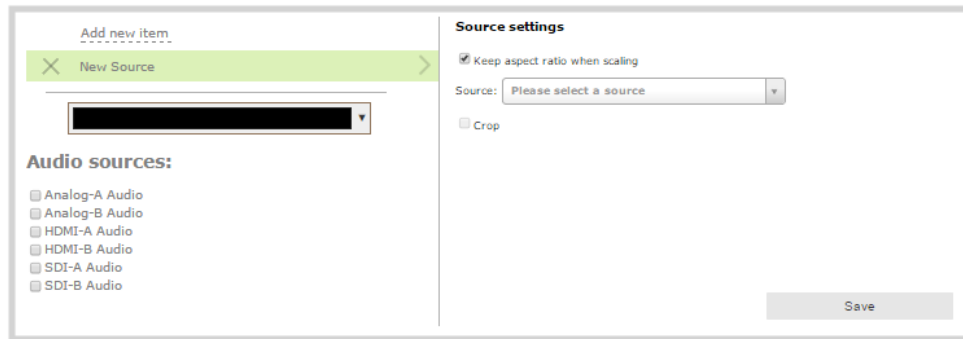 Add new item
New Source
Audio sources:
Analog-A Audio
Analog-B Audio
HDMI-A Audio
HDMI-B Audio
SDI-A Audio
SDI-B Audio
Source settings
Keep aspect ratio when scaling
Source: Please select a source
Crop
Save